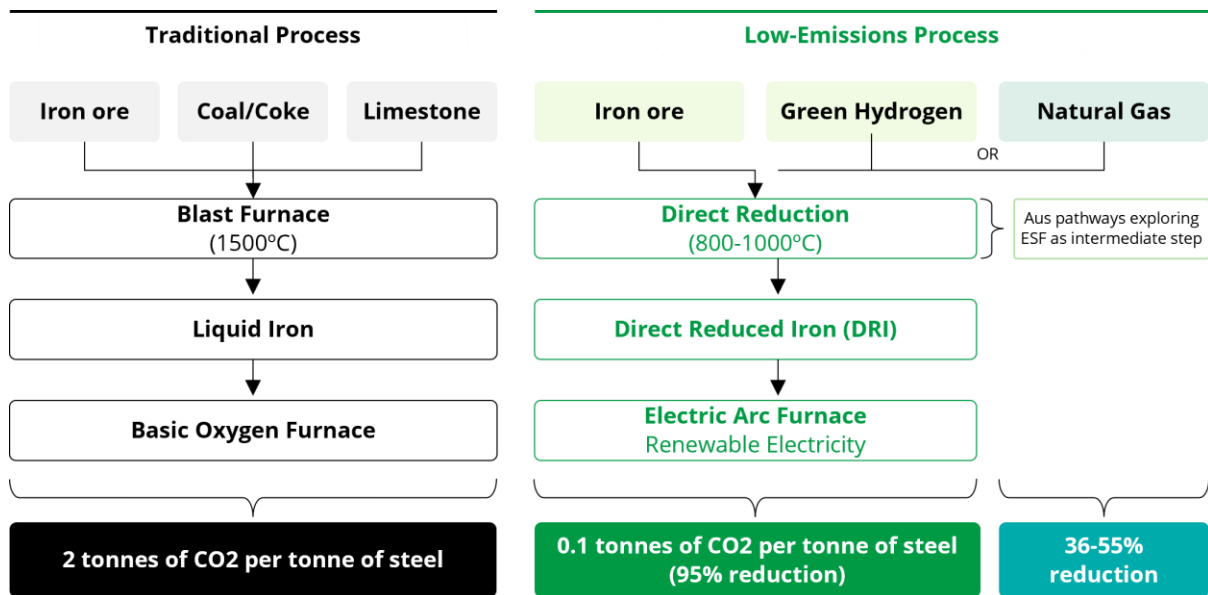 Traditional Process
Low-Emissions Process
Iron ore
Coal/Coke
Limestone
Iron ore
Green Hydrogen
Natural Gas
OR
Blast Furnace
(1500ºC)
Direct Reduction
(800-1000ºC)
Aus pathways exploring
ESF as intermediate step
Liquid Iron
Direct Reduced Iron (DRI)
Basic Oxygen Furnace
Electric Arc Furnace
Renewable Electricity
2 tonnes of CO2 per tonne of steel
0.1 tonnes of CO2 per tonne of steel
(95% reduction)
36-55%
reduction